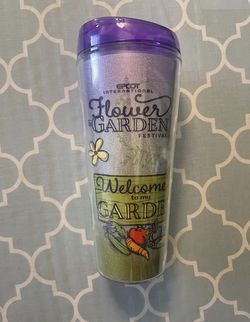 EPCOT
INTERNATIONAL
Flower
& GARDEN
FESTIVAL
Welcome
to my
GARDE